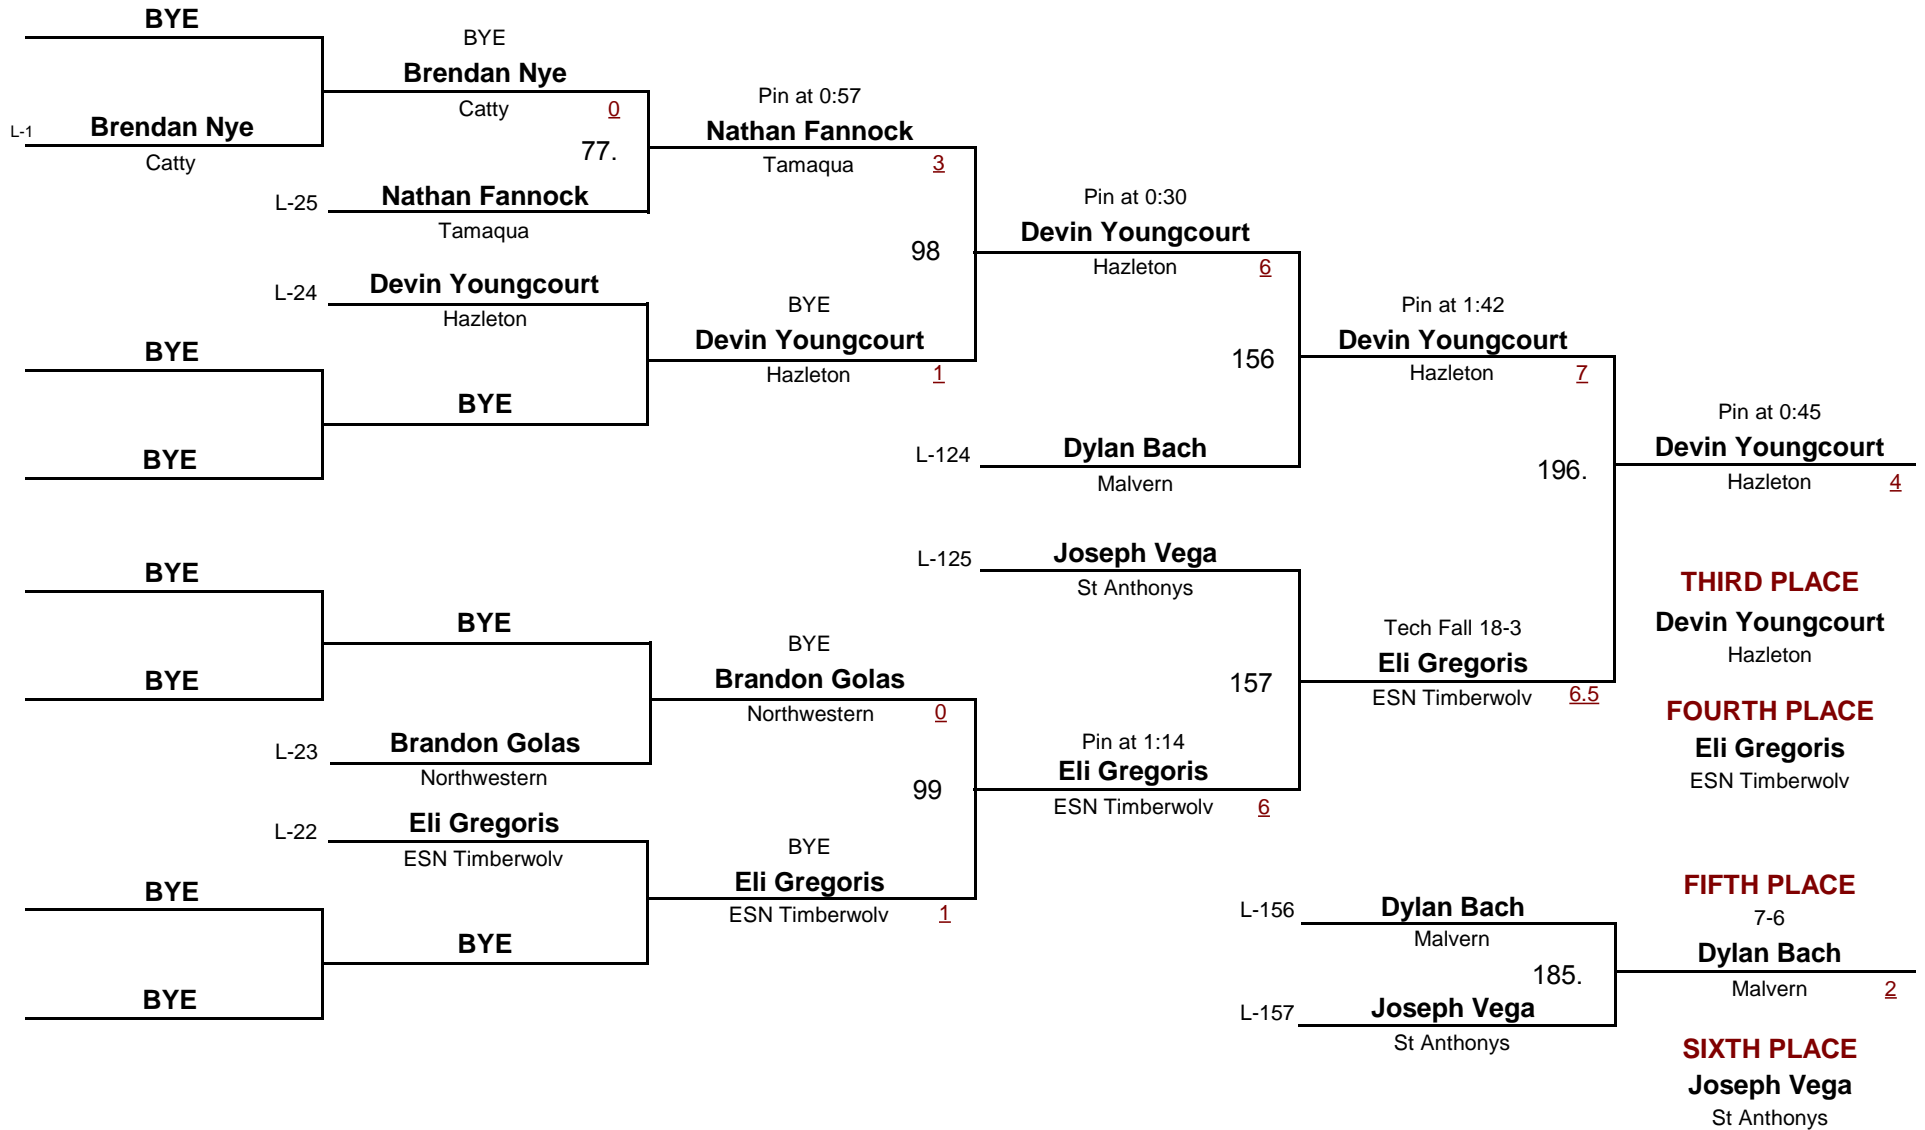 BYE
L-1 Brendan Nye
Catty
BYE
Brendan Nye
Catty 0
77.
L-25 Nathan Fannock
Tamaqua
Pin at 0:57
Nathan Fannock
Tamaqua 3
L-24 Devin Youngcourt
Hazleton
BYE
BYE
BYE
98
BYE
Devin Youngcourt
Hazleton 1
Pin at 0:30
Devin Youngcourt
Hazleton 6
156
L-124 Dylan Bach
Malvern
Pin at 1:42
Devin Youngcourt
Hazleton 7
196.
Pin at 0:45
Devin Youngcourt
Hazleton 4
BYE
BYE
BYE
L-23 Brandon Golas
Northwestern
BYE
Brandon Golas
Northwestern 0
99
L-22 Eli Gregoris
ESN Timberwolv
BYE
BYE
BYE
BYE
Eli Gregoris
ESN Timberwolv 1
L-125 Joseph Vega
St Anthonys
157
Pin at 1:14
Eli Gregoris
ESN Timberwolv 6
Tech Fall 18-3
Eli Gregoris
ESN Timberwolv 6.5
THIRD PLACE
Devin Youngcourt
Hazleton
FOURTH PLACE
Eli Gregoris
ESN Timberwolv
L-156 Dylan Bach
Malvern
185.
L-157 Joseph Vega
St Anthonys
FIFTH PLACE
7-6
Dylan Bach
Malvern 2
SIXTH PLACE
Joseph Vega
St Anthonys